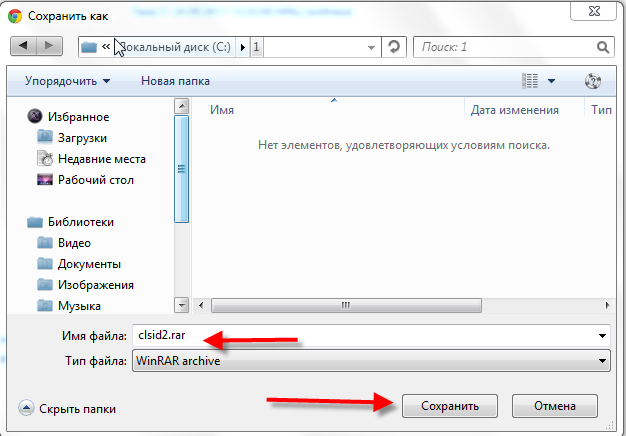 Сохранить как
« Локальный диск (C:) 1 Поиск: 1
Упорядочить Новая папка
Избранное
Загрузки
Недавние места
Рабочий стол
Библиотеки
Видео
Документы
Изображения
Музыка
Имя Дата изменения Тип
Нет элементов, удовлетворяющих условиям поиска.
Имя файла: clsid2.rar
Тип файла: WinRAR archive
Скрыть папки Сохранить Отмена